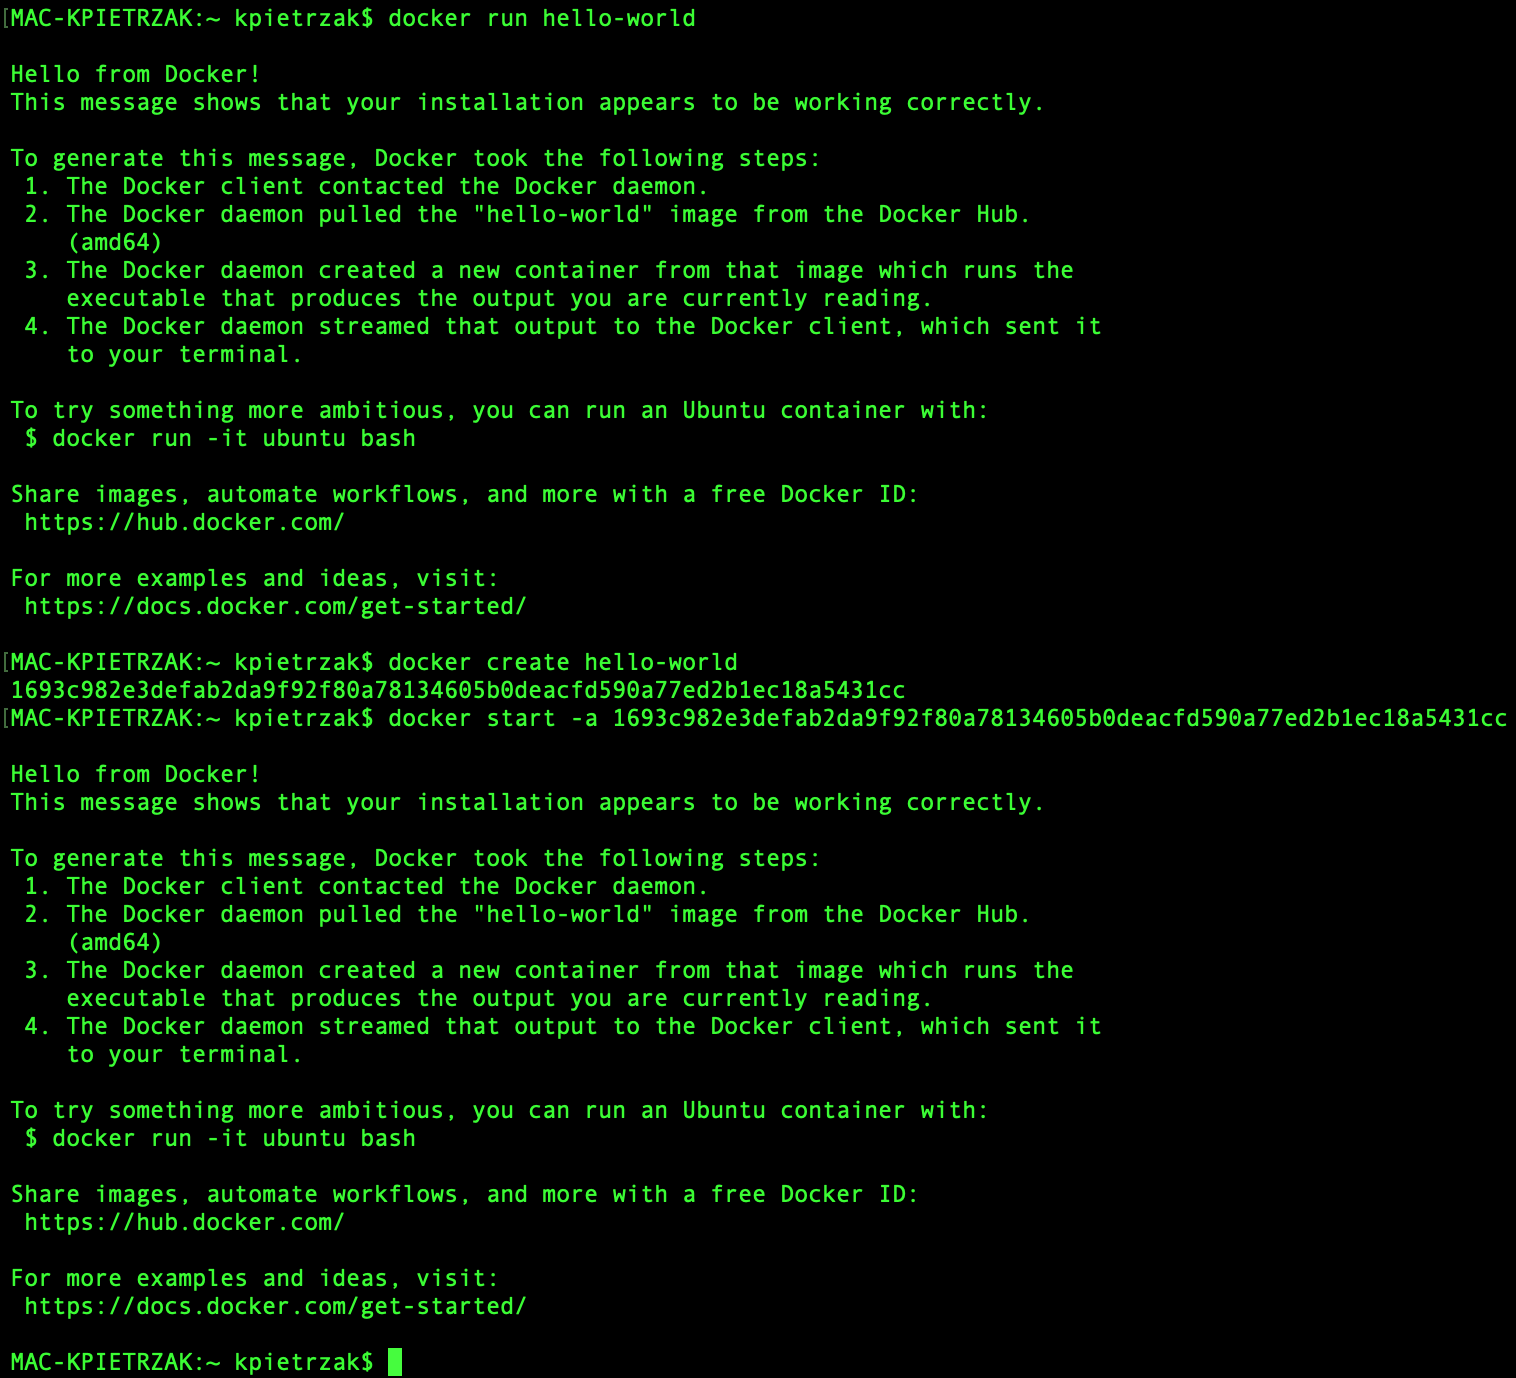 [MAC-KPIETRZAK:~ kpietrzak$ docker run hello-world
Hello from Docker!
This message shows that your installation appears to be working correctly.
To generate this message, Docker took the following steps:
1. The Docker client contacted the Docker daemon.
2. The Docker daemon pulled the "hello-world" image from the Docker Hub.
(amd64)
3. The Docker daemon created a new container from that image which runs the
executable that produces the output you are currently reading.
4. The Docker daemon streamed that output to the Docker client, which sent it
to your terminal.
To try something more ambitious, you can run an Ubuntu container with:
$ docker run -it ubuntu bash
Share images, automate workflows, and more with a free Docker ID:
https://hub.docker.com/
For more examples and ideas, visit:
https://docs.docker.com/get-started/
[MAC-KPIETRZAK:~ kpietrzak$ docker create hello-world
1693c982e3defab2da9f92f80a78134605b0deacfd590a77ed2b1ec18a5431cc
[MAC-KPIETRZAK:~ kpietrzak$ docker start -a 1693c982e3defab2da9f92f80a78134605b0deacfd590a77ed2b1ec18a5431cc
Hello from Docker!
This message shows that your installation appears to be working correctly.
To generate this message, Docker took the following steps:
1. The Docker client contacted the Docker daemon.
2. The Docker daemon pulled the "hello-world" image from the Docker Hub.
(amd64)
3. The Docker daemon created a new container from that image which runs the
executable that produces the output you are currently reading.
4. The Docker daemon streamed that output to the Docker client, which sent it
to your terminal.
To try something more ambitious, you can run an Ubuntu container with:
$ docker run -it ubuntu bash
Share images, automate workflows, and more with a free Docker ID:
https://hub.docker.com/
For more examples and ideas, visit:
https://docs.docker.com/get-started/
MAC-KPIETRZAK:~ kpietrzak$